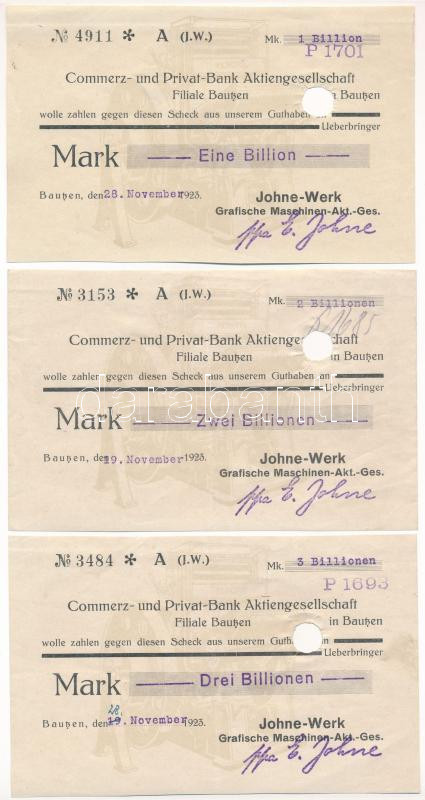 № 4911 * A (J.W.) Mk. 1 Billion
P 1701
Commerz- und Privat-Bank Aktiengesellschaft
Filiale Bautzen in Bautzen
wolle zahlen gegen diesen Scheck aus unserem Guthaben an
Ueberbringer
Mark — Eine Billion —
Bautzen, den 28. November 1923.
Johne-Werk
Grafische Maschinen-Akt.-Ges.
ppa E. Johne
№ 3153 * A (J.W.) Mk. 2 Billionen
Commerz- und Privat-Bank Aktiengesellschaft
Filiale Bautzen in Bautzen
wolle zahlen gegen diesen Scheck aus unserem Guthaben an
Ueberbringer
darabanth
Mark — Zwei Billionen —
Bautzen, den 19. November 1923.
Johne-Werk
Grafische Maschinen-Akt.-Ges.
ppa E. Johne
№ 3484 * A (J.W.) Mk. 3 Billionen
P 1693
Commerz- und Privat-Bank Aktiengesellschaft
Filiale Bautzen in Bautzen
wolle zahlen gegen diesen Scheck aus unserem Guthaben an
Ueberbringer
Mark — Drei Billionen —
28.
Bautzen, den 19. November 1923.
Johne-Werk
Grafische Maschinen-Akt.-Ges.
ppa E. Johne